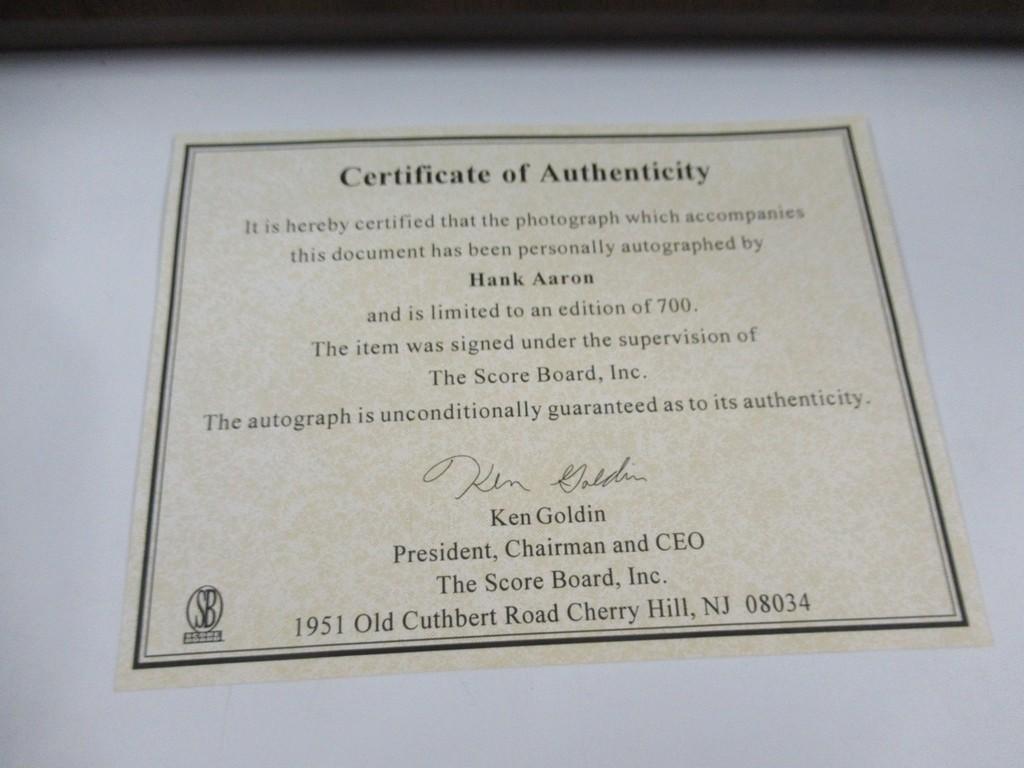 Certificate of Authenticity
It is hereby certified that the photograph which accompanies
this document has been personally autographed by
Hank Aaron
and is limited to an edition of 700.
The item was signed under the supervision of
The Score Board, Inc.
The autograph is unconditionally guaranteed as to its authenticity.
Ken Goldin
Ken Goldin
President, Chairman and CEO
The Score Board, Inc.
SB
1951 Old Cuthbert Road Cherry Hill, NJ 08034